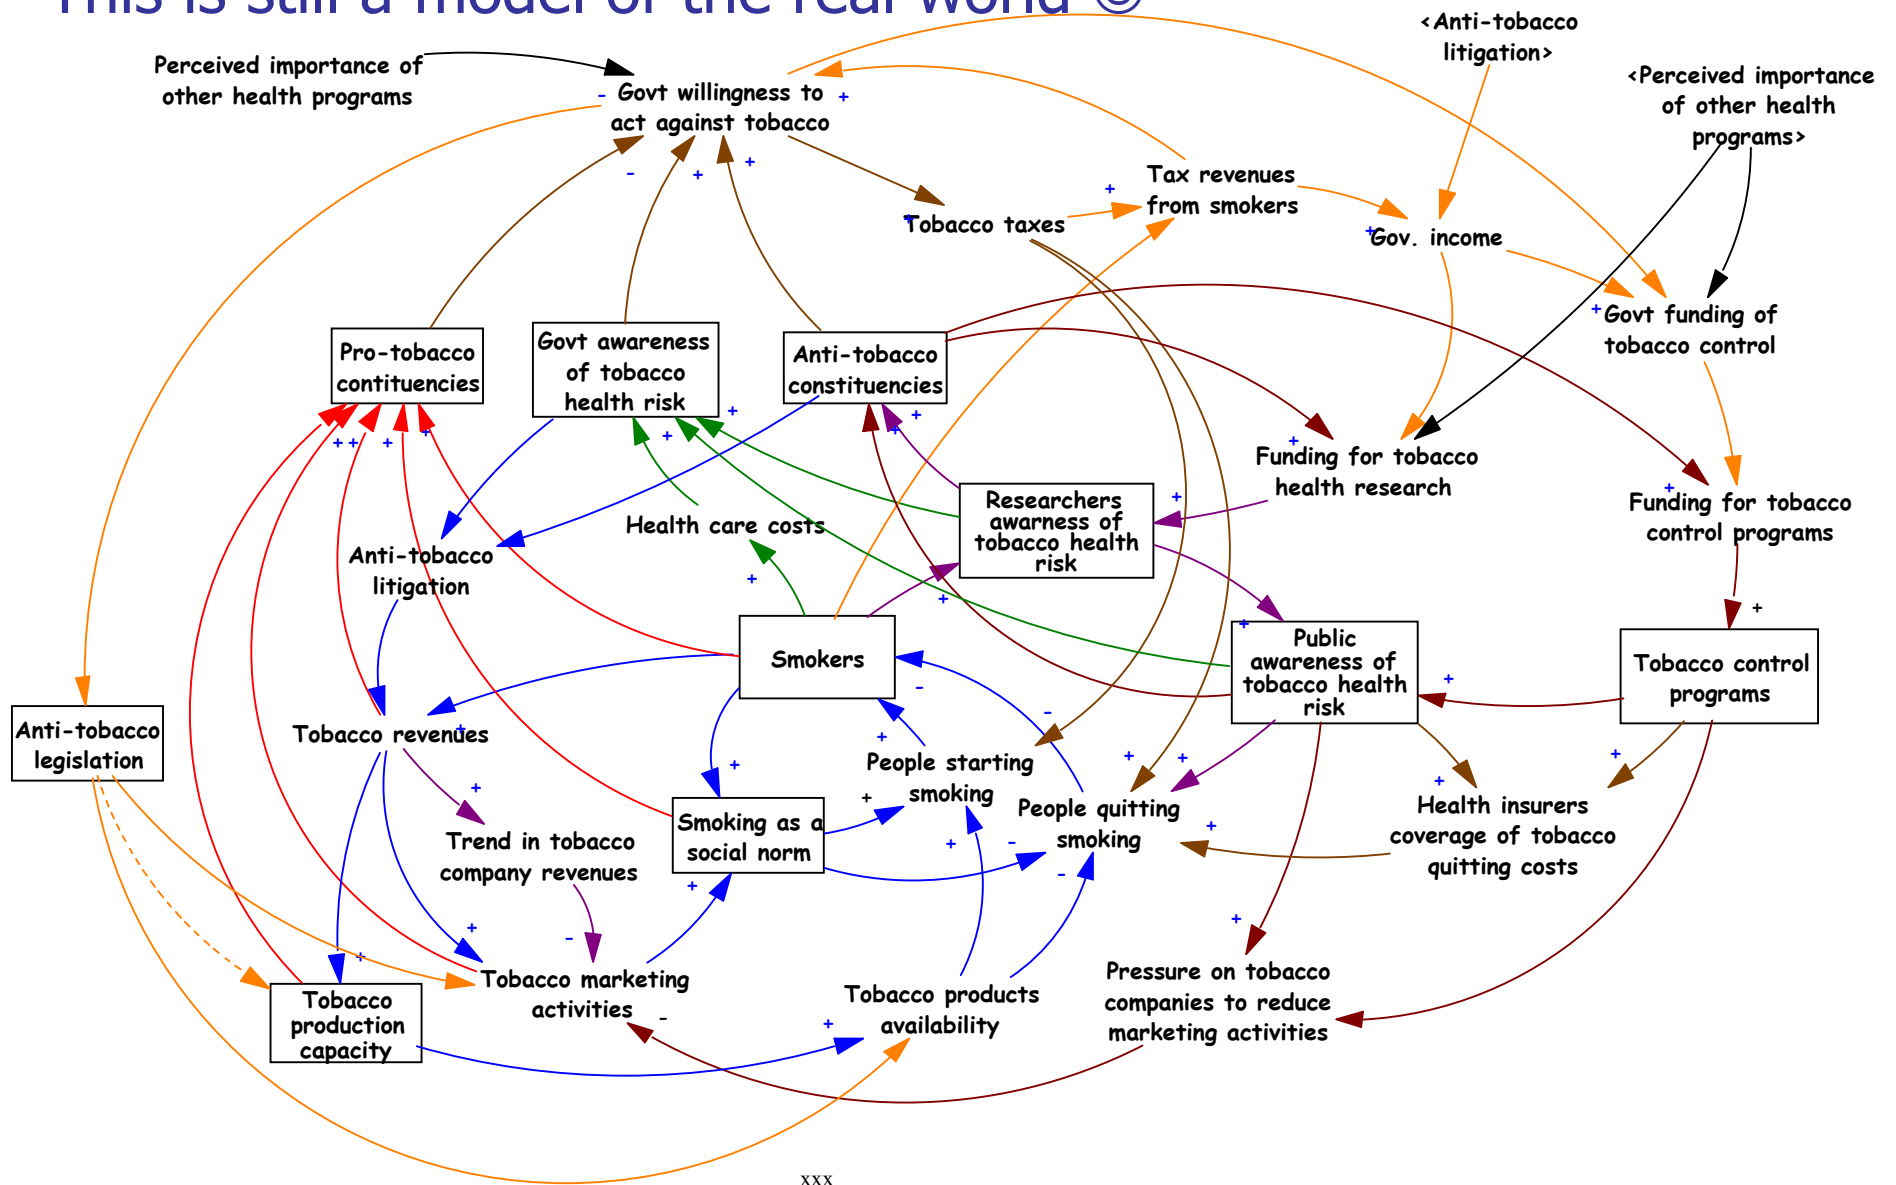 This is still a model of the real world ☺
Perceived importance of
other health programs
<Anti-tobacco
litigation>
<Perceived importance
of other health
programs>
- Govt willingness to +
act against tobacco
-
+
+
Tax revenues
from smokers
+
+
Tobacco taxes
+
Gov. income
+
Govt funding of
tobacco control
Pro-tobacco
contituencies
Govt awareness
of tobacco
health risk
Anti-tobacco
constituencies
+ + + +
+
+
+
+
+
Funding for tobacco
health research
+
Funding for tobacco
control programs
Health care costs
Researchers
awarness of
tobacco health
risk
+
Anti-tobacco
litigation
+
+
+
+
Smokers
Public
awareness of
tobacco health
risk
Tobacco control
programs
+
-
-
Anti-tobacco
legislation
Tobacco revenues
+
+
+
People starting
smoking
+
+
+
+
+
People quitting
smoking
Health insurers
coverage of tobacco
quitting costs
+
+
Smoking as a
social norm
-
+
-
Trend in tobacco
company revenues
+
+
+
-
+
Tobacco marketing
activities
-
Tobacco products
availability
+
Pressure on tobacco
companies to reduce
marketing activities
Tobacco
production
capacity
xxx